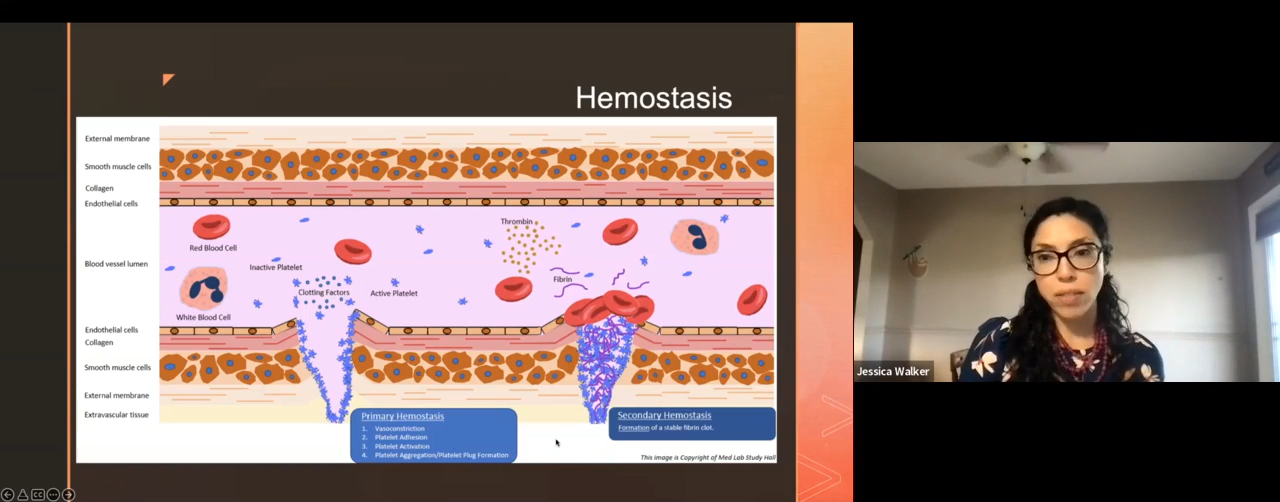 Hemostasis
External membrane
Smooth muscle cells
Collagen
Endothelial cells
Thrombin
Red Blood Cell
Blood vessel lumen
Inactive Platelet
Fibrin
Clotting Factors
Active Platelet
White Blood Cell
Endothelial cells
Collagen
Smooth muscle cells
External membrane
Extravascular tissue
Primary Hemostasis
1. Vasoconstriction
2. Platelet Adhesion
3. Platelet Activation
4. Platelet Aggregation/Platelet Plug Formation
Secondary Hemostasis
Formation of a stable fibrin clot.
This image is Copyright of Med Lab Study Hall
Jessica Walker
CC